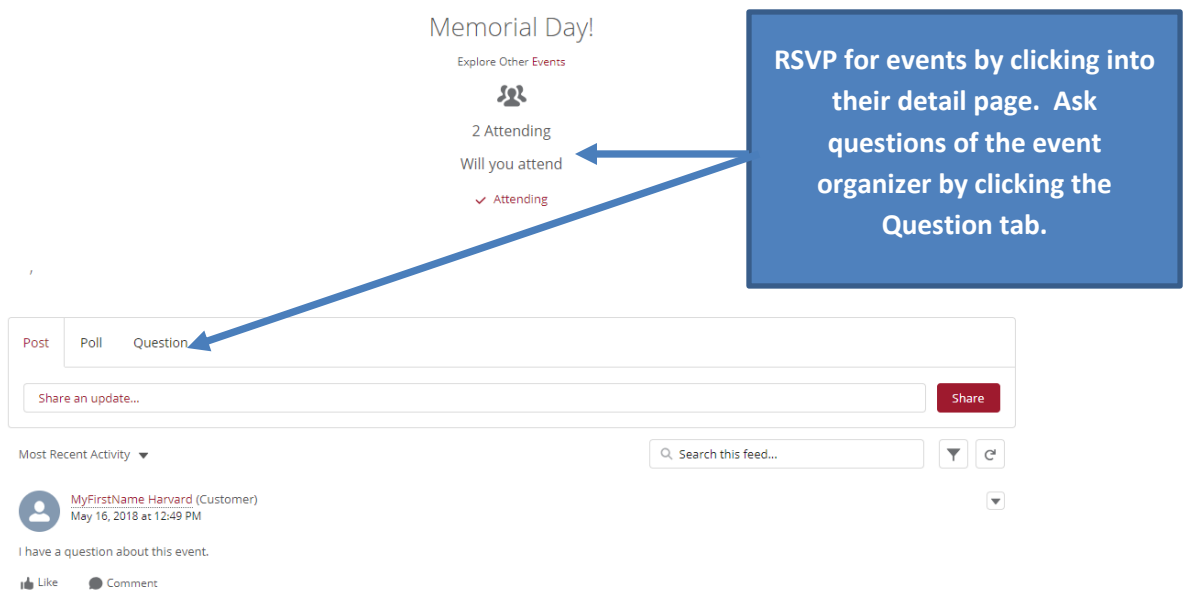 Memorial Day!
Explore Other Events
2 Attending
Will you attend
Attending
RSVP for events by clicking into
their detail page. Ask
questions of the event
organizer by clicking the
Question tab.
,
Post Poll Question
Share an update... Share
Most Recent Activity Search this feed...
MyFirstName Harvard (Customer)
May 16, 2018 at 12:49 PM
I have a question about this event.
Like Comment